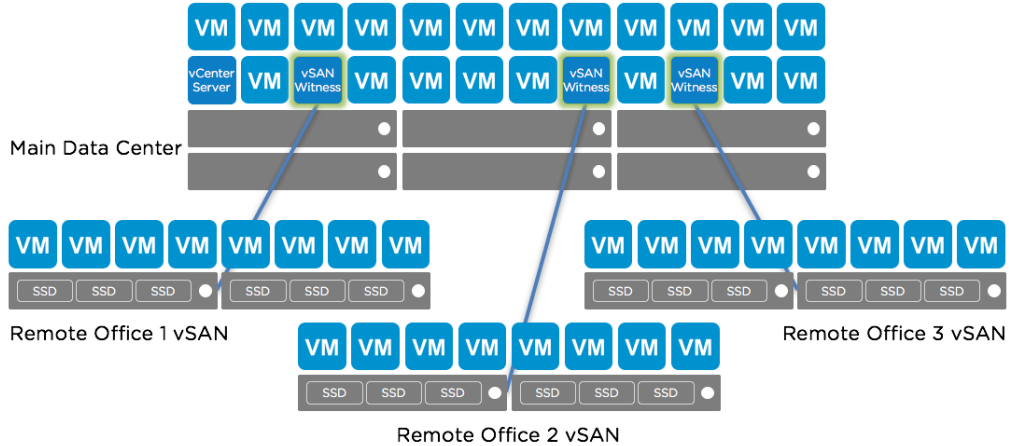 VM VM VM VM VM VM VM VM VM VM VM VM
vCenter Server VM vSAN Witness VM VM VM VM vSAN Witness VM vSAN Witness VM VM
Main Data Center
VM VM VM VM VM VM VM VM
SSD SSD SSD SSD SSD SSD
Remote Office 1 vSAN
VM VM VM VM VM VM VM VM
SSD SSD SSD SSD SSD SSD
Remote Office 3 vSAN
VM VM VM VM VM VM VM VM
SSD SSD SSD SSD SSD SSD
Remote Office 2 vSAN